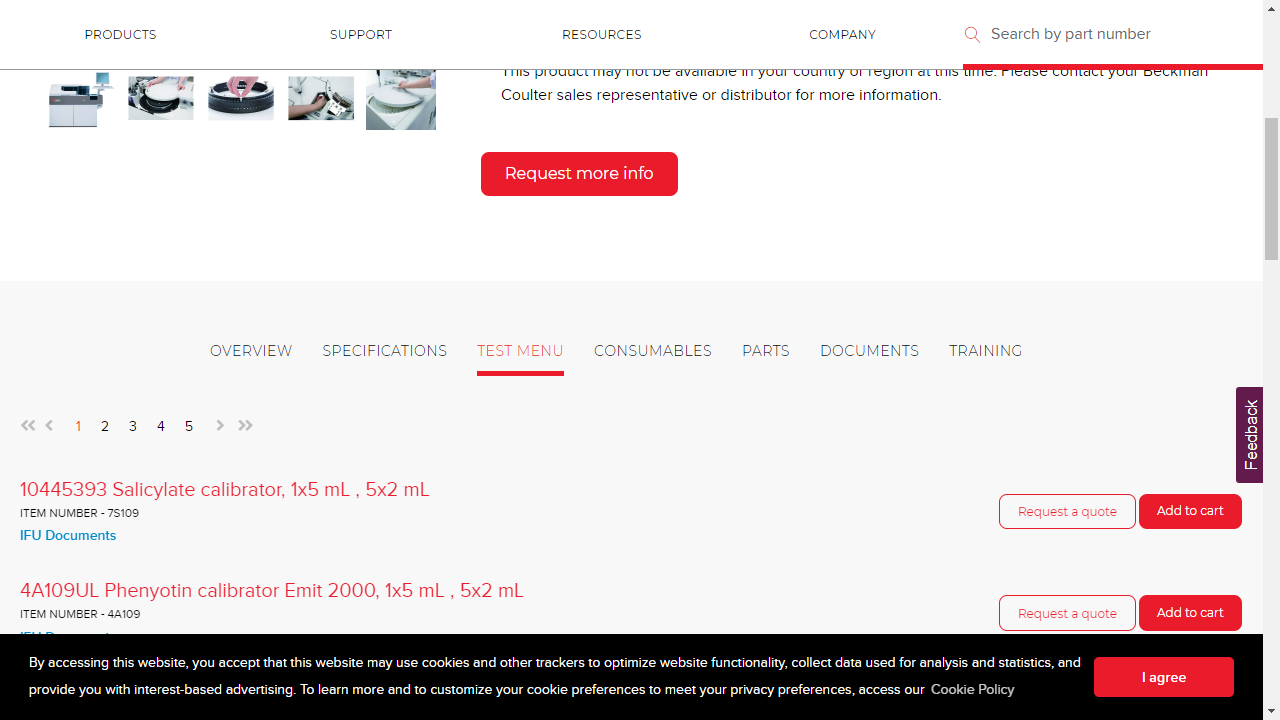 PRODUCTS SUPPORT RESOURCES COMPANY Search by part number
This product may not be available in your country or region at this time. Please contact your Beckman
Coulter sales representative or distributor for more information.
Request more info
OVERVIEW SPECIFICATIONS TEST MENU CONSUMABLES PARTS DOCUMENTS TRAINING
Feedback
1 2 3 4 5
10445393 Salicylate calibrator, 1x5 mL , 5x2 mL
ITEM NUMBER - 7S109
IFU Documents
Request a quote Add to cart
4A109UL Phenyotin calibrator Emit 2000, 1x5 mL , 5x2 mL
ITEM NUMBER - 4A109
IFU Documents
Request a quote Add to cart
By accessing this website, you accept that this website may use cookies and other trackers to optimize website functionality, collect data used for analysis and statistics, and
provide you with interest-based advertising. To learn more and to customize your cookie preferences to meet your privacy preferences, access our Cookie Policy
I agree